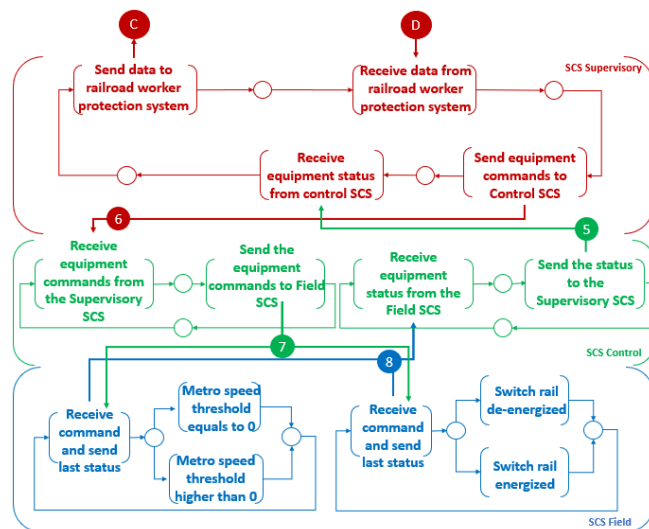 C
D
Send data to
railroad worker
protection system
Receive data from
railroad worker
protection system
SCS Supervisory
Receive
equipment status
from control SCS
Send equipment
commands to
Control SCS
6
5
Receive
equipment
commands from
the Supervisory
SCS
Send the
equipment
commands to Field
SCS
Receive
equipment
status from the
Field SCS
Send the status
to the
Supervisory SCS
7
8
SCS Control
Receive
command
and send
last status
Metro speed
threshold
equals to 0
Metro speed
threshold
higher than 0
Receive
command
and send
last status
Switch rail
de-energized
Switch rail
energized
SCS Field